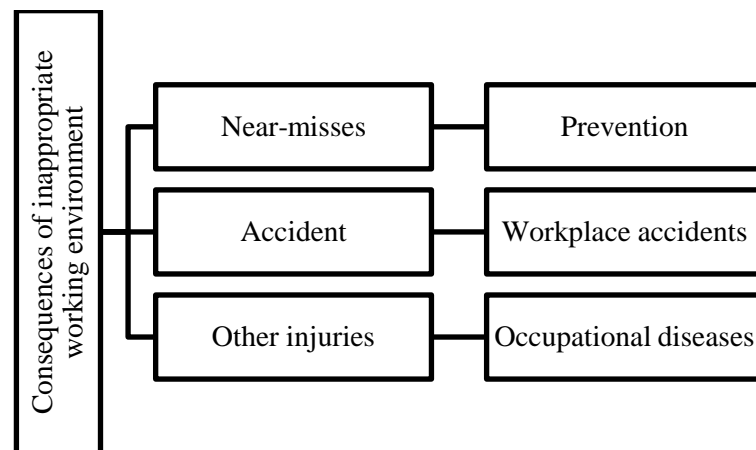 Consequences of inappropriate
working environment
Near-misses
Prevention
Accident
Workplace accidents
Other injuries
Occupational diseases